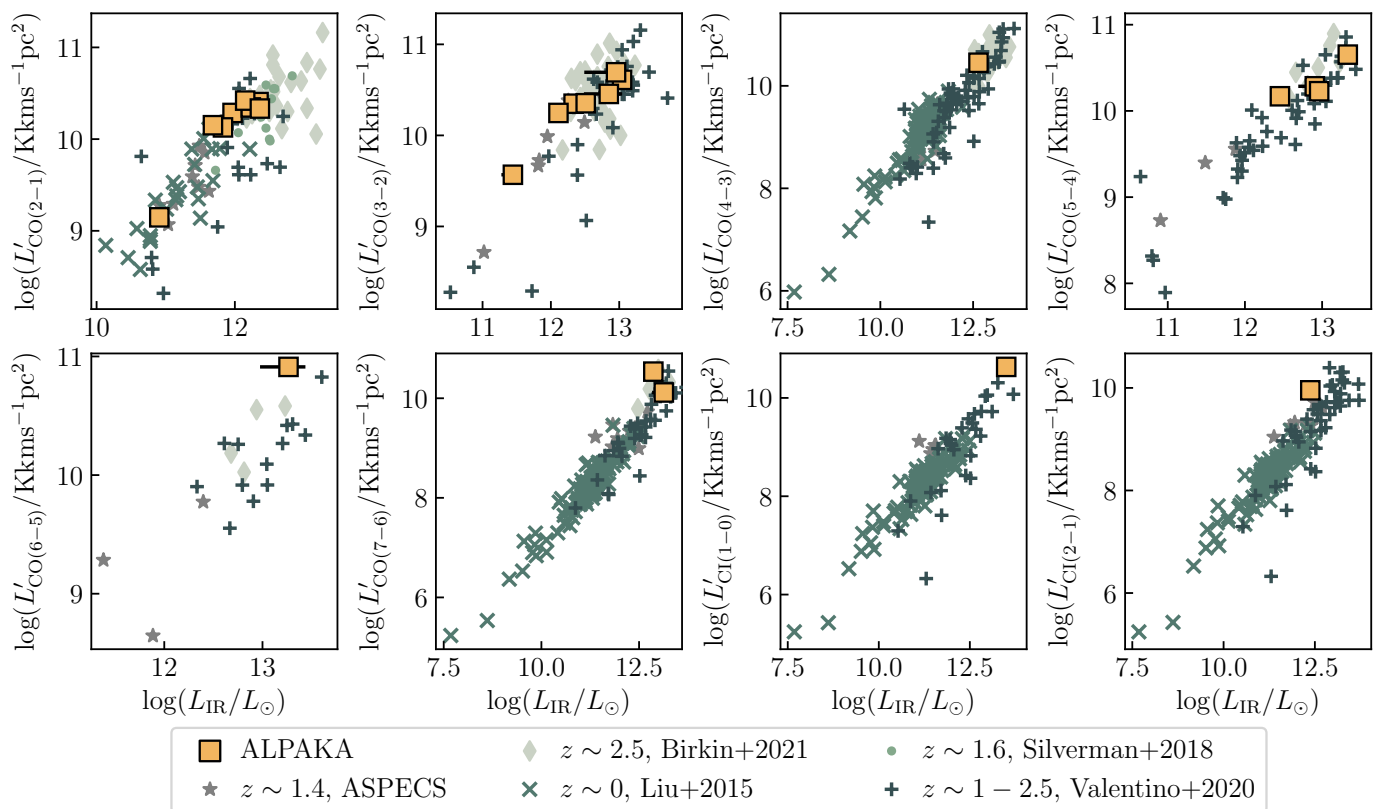 log(L′CO(2−1)/Kkms−1pc2)
11
10
9
10
12
log(L′CO(3−2)/Kkms−1pc2)
11
10
9
11
12
13
log(L′CO(4−3)/Kkms−1pc2)
10
8
6
7.5
10.0
12.5
log(L′CO(5−4)/Kkms−1pc2)
11
10
9
8
11
12
13
log(L′CO(6−5)/Kkms−1pc2)
11
10
9
12
13
log(LIR/L⊙)
log(L′CO(7−6)/Kkms−1pc2)
10
8
6
7.5
10.0
12.5
log(LIR/L⊙)
log(L′CI(1−0)/Kkms−1pc2)
10
8
6
7.5
10.0
12.5
log(LIR/L⊙)
log(L′CI(2−1)/Kkms−1pc2)
10
8
6
7.5
10.0
12.5
log(LIR/L⊙)
ALPAKA
z ∼ 2.5, Birkin+2021
z ∼ 1.6, Silverman+2018
z ∼ 1.4, ASPECS
z ∼ 0, Liu+2015
z ∼ 1 − 2.5, Valentino+2020